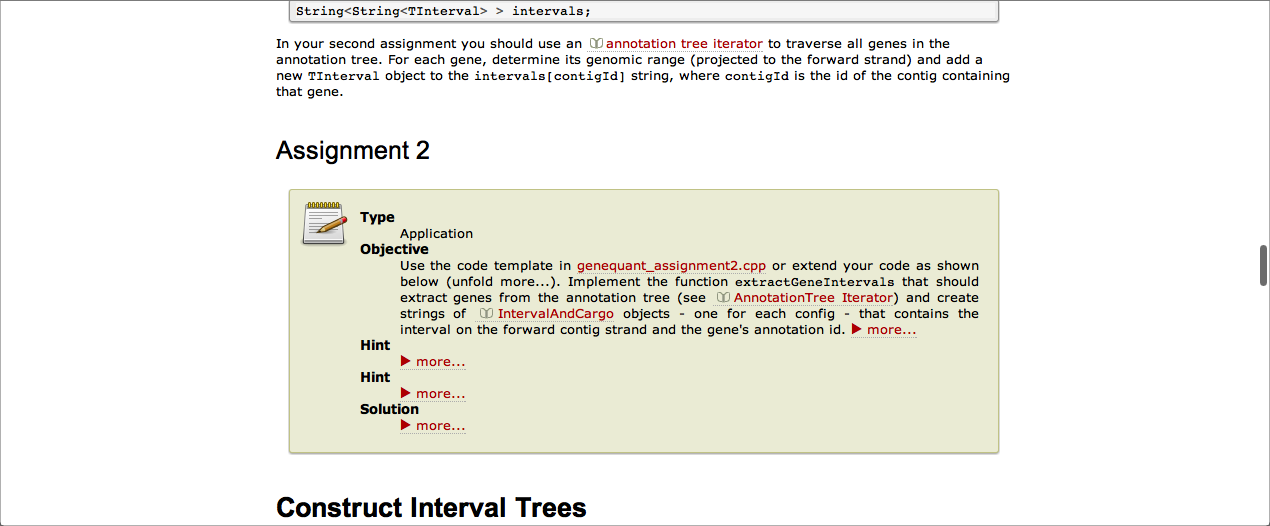 String<String<TInterval> > intervals;
In your second assignment you should use an annotation tree iterator to traverse all genes in the
annotation tree. For each gene, determine its genomic range (projected to the forward strand) and add a
new TInterval object to the intervals[contigId] string, where contigId is the id of the contig containing
that gene.
Assignment 2
Type
Application
Objective
Use the code template in genequant_assignment2.cpp or extend your code as shown
below (unfold more...). Implement the function extractGeneIntervals that should
extract genes from the annotation tree (see AnnotationTree Iterator) and create
strings of IntervalAndCargo objects - one for each config - that contains the
interval on the forward contig strand and the gene's annotation id. ▶ more...
Hint
▶ more...
Hint
▶ more...
Solution
▶ more...
Construct Interval Trees